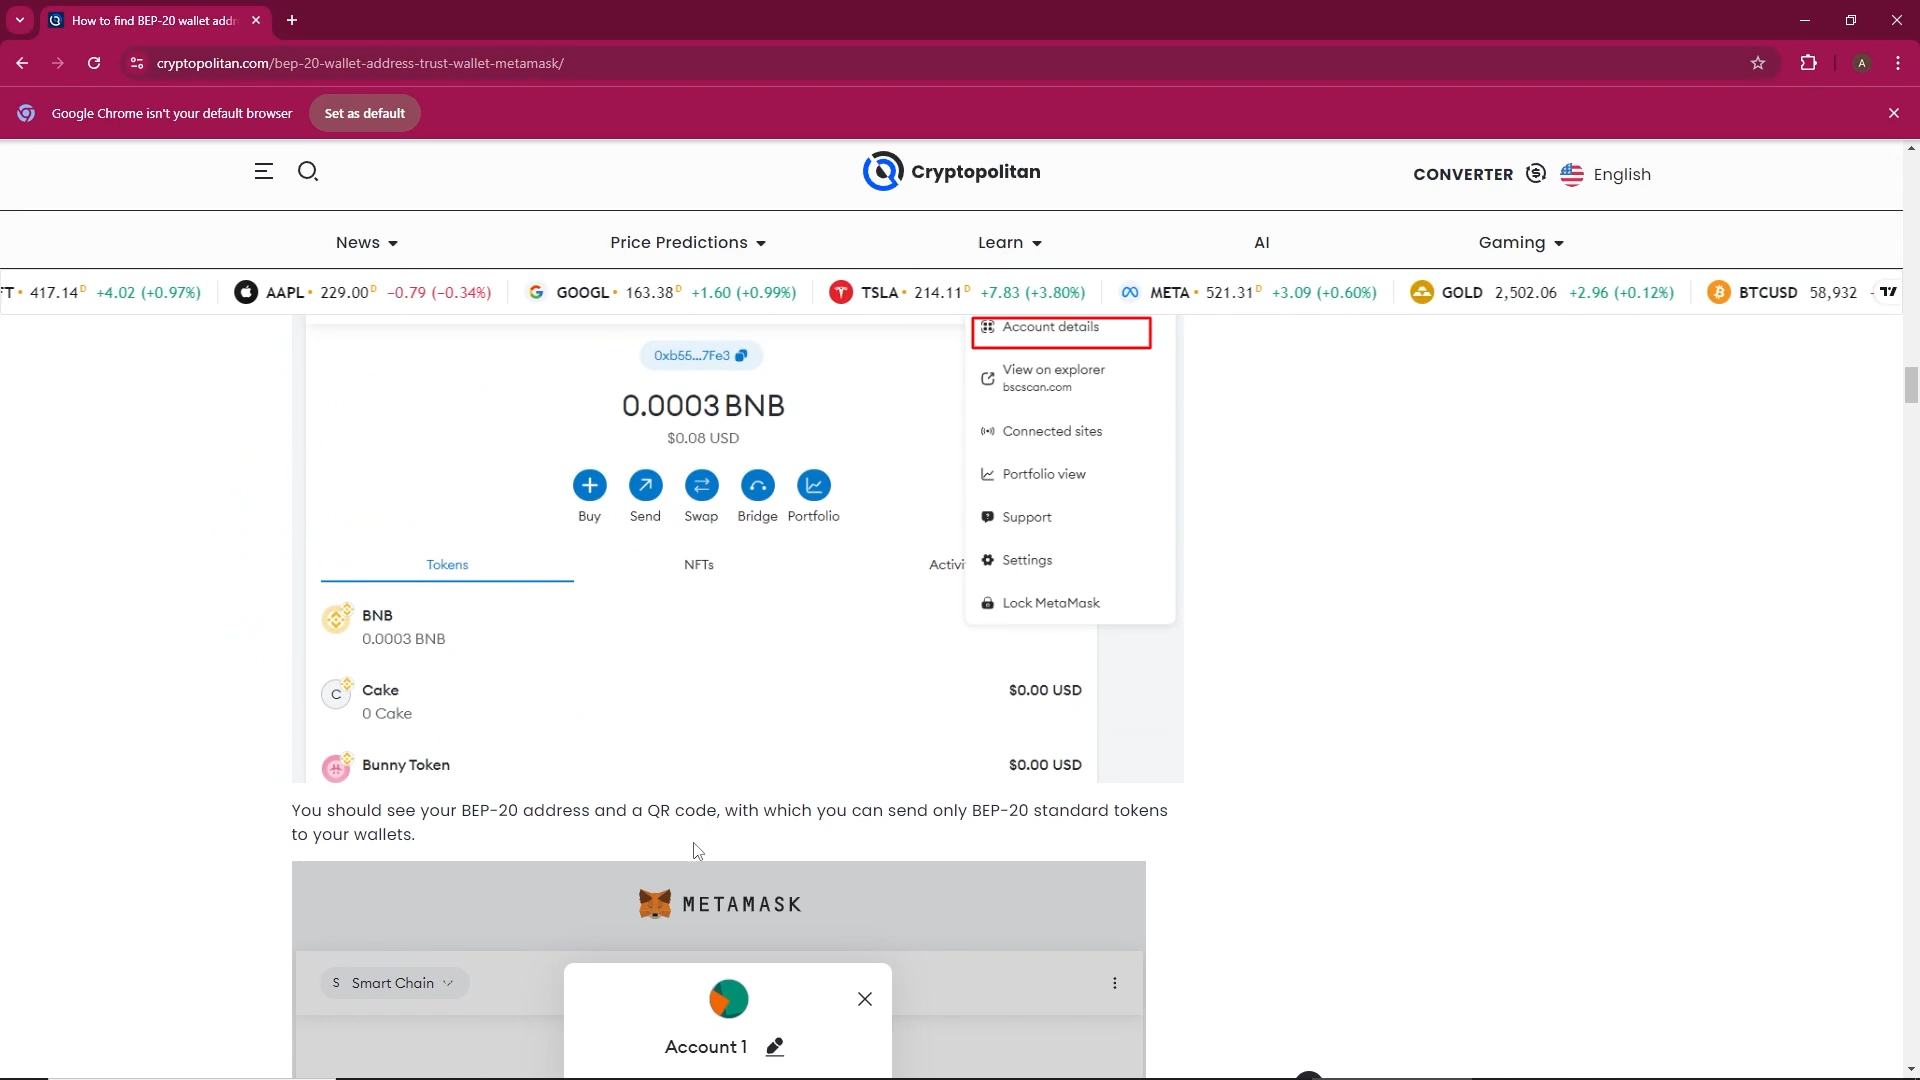 How to find BEP-20 wallet addr
cryptopolitan.com/bep-20-wallet-address-trust-wallet-metamask/
A
Google Chrome isn't your default browser
Set as default
Cryptopolitan
CONVERTER
English
News
Price Predictions
Learn
AI
Gaming
FT 417.14 D +4.02 (+0.97%)
AAPL 229.00 D −0.79 (−0.34%)
GOOGL 163.38 D +1.60 (+0.99%)
TSLA 214.11 D +7.83 (+3.80%)
META 521.31 D +3.09 (+0.60%)
GOLD 2,502.06 +2.96 (+0.12%)
BTCUSD 58,932
Account details
0xb55...7Fe3
View on explorer
bscscan.com
0.0003 BNB
$0.08 USD
Connected sites
Portfolio view
Buy
Send
Swap
Bridge
Portfolio
Support
Settings
Lock MetaMask
Tokens
NFTs
Activi
BNB
0.0003 BNB
C
Cake
$0.00 USD
0 Cake
Bunny Token
$0.00 USD
You should see your BEP-20 address and a QR code, with which you can send only BEP-20 standard tokens
to your wallets.
METAMASK
S Smart Chain
Account 1